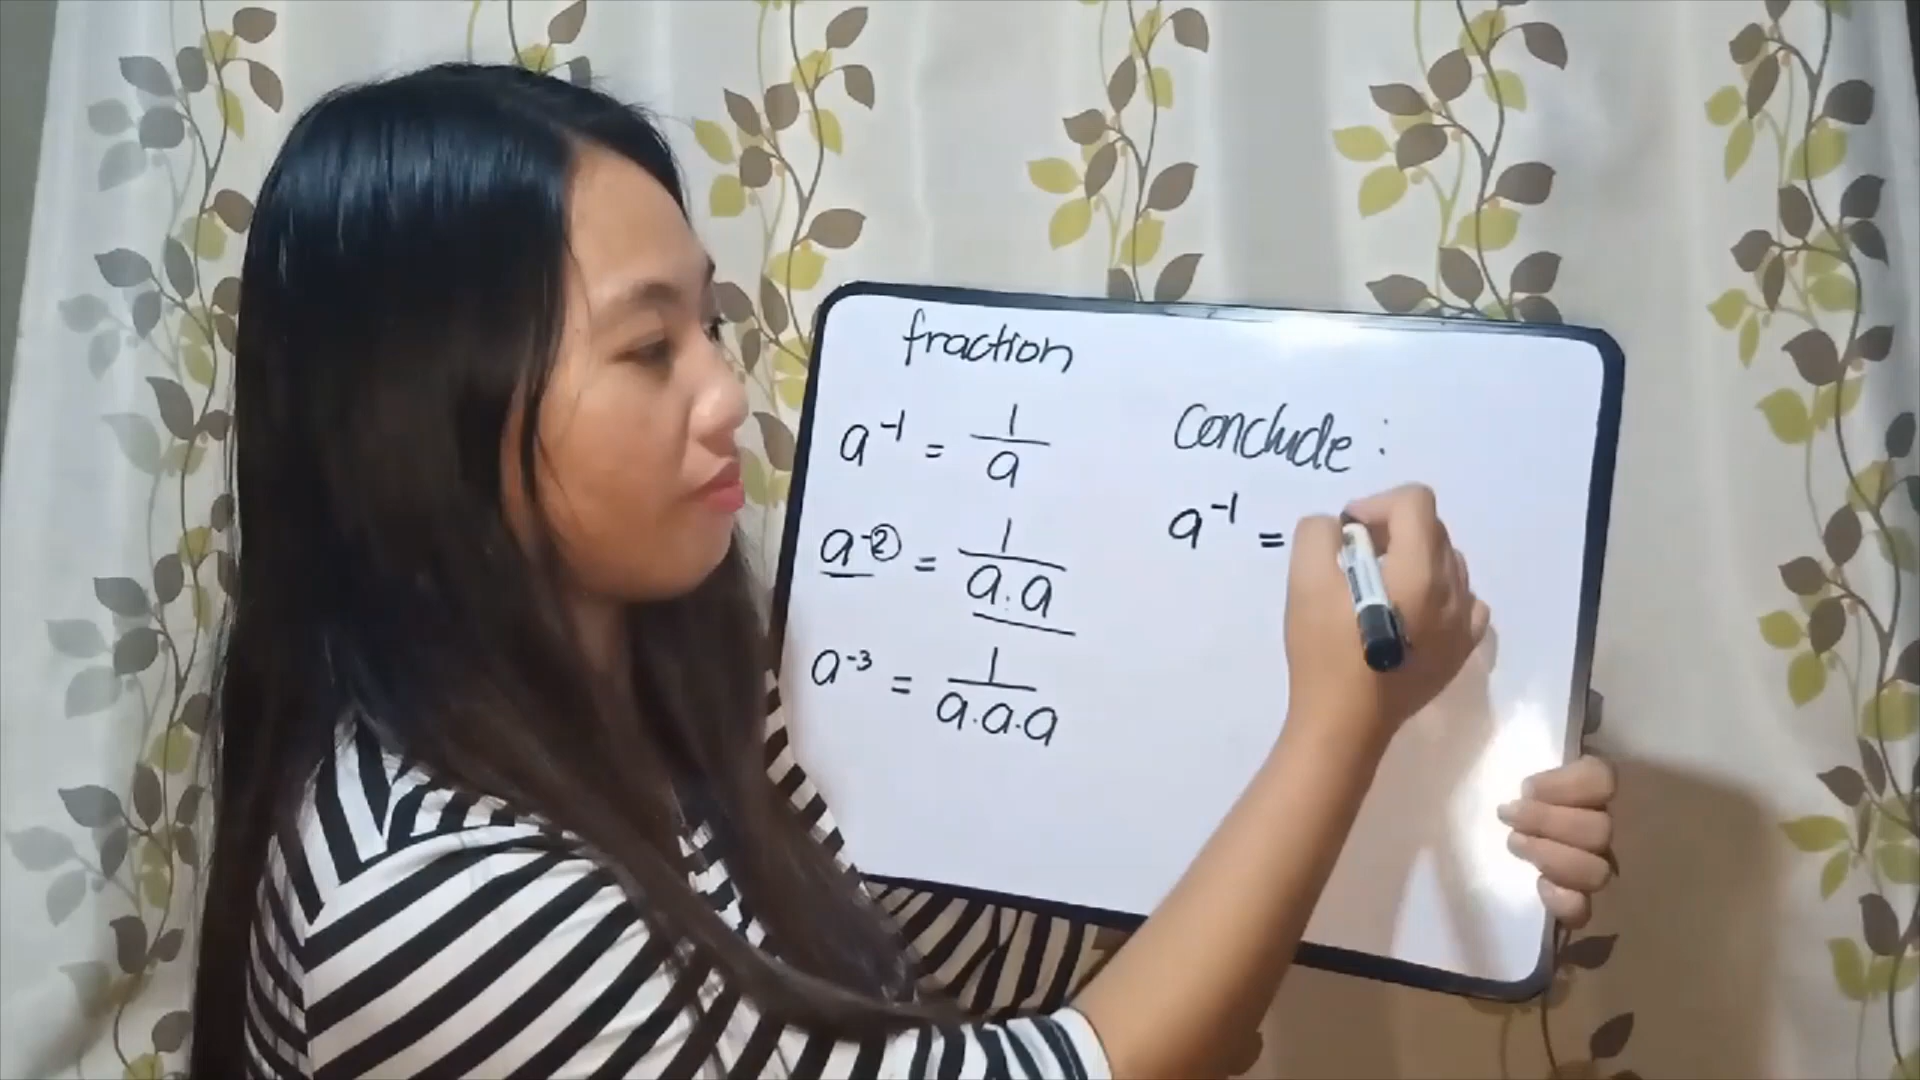 fraction
a⁻¹ = 1/a
a⁻② = 1/a.a
a⁻³ = 1/a.a.a
Conclude :
a⁻¹ =